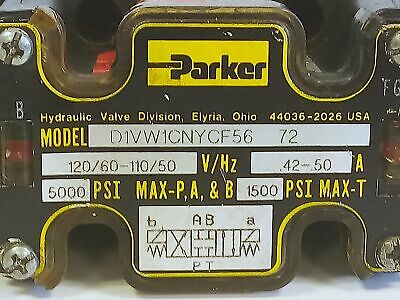 Parker
Hydraulic Valve Division, Elyria, Ohio 44036-2026 USA
MODEL D1VW1CNYCF56 72
120/60-110/50 V/Hz .42-.50 A
5000 PSI MAX-P,A, & B 1500 PSI MAX-T
b AB a
PT
B